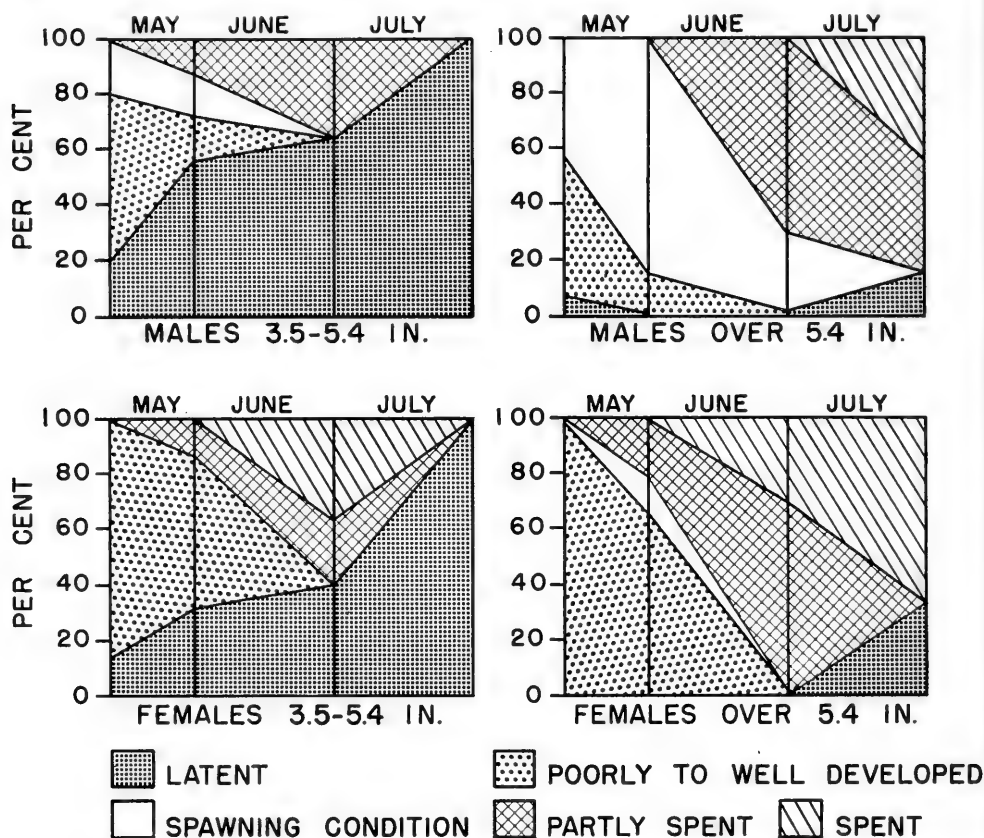 MAY JUNE JULY
MAY JUNE JULY
100
80
60
40
20
0
PER CENT
100
80
60
40
20
0
MALES 3.5-5.4 IN.
MALES OVER 5.4 IN.
MAY JUNE JULY
MAY JUNE JULY
100
80
60
40
20
0
PER CENT
100
80
60
40
20
0
FEMALES 3.5-5.4 IN.
FEMALES OVER 5.4 IN.
LATENT
POORLY TO WELL DEVELOPED
SPAWNING CONDITION
PARTLY SPENT
SPENT